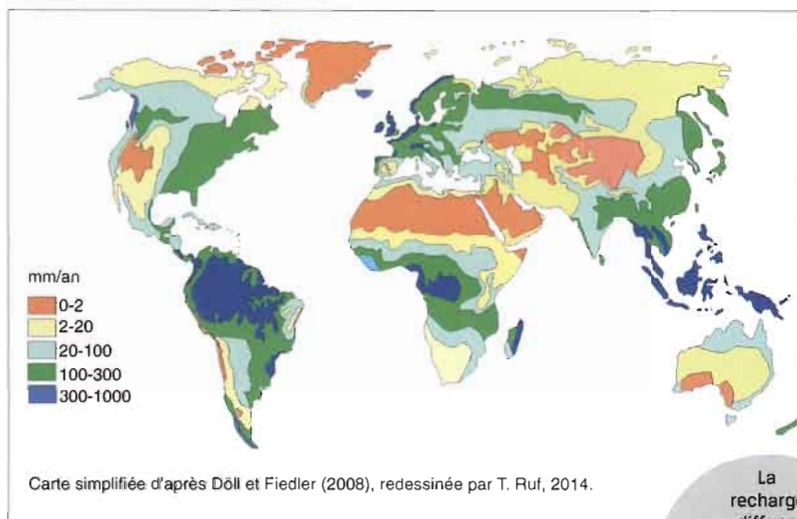 mm/an
0-2
2-20
20-100
100-300
300-1000
Carte simplifiée d'après Döll et Fiedler (2008), redessinée par T. Ruf, 2014.
La